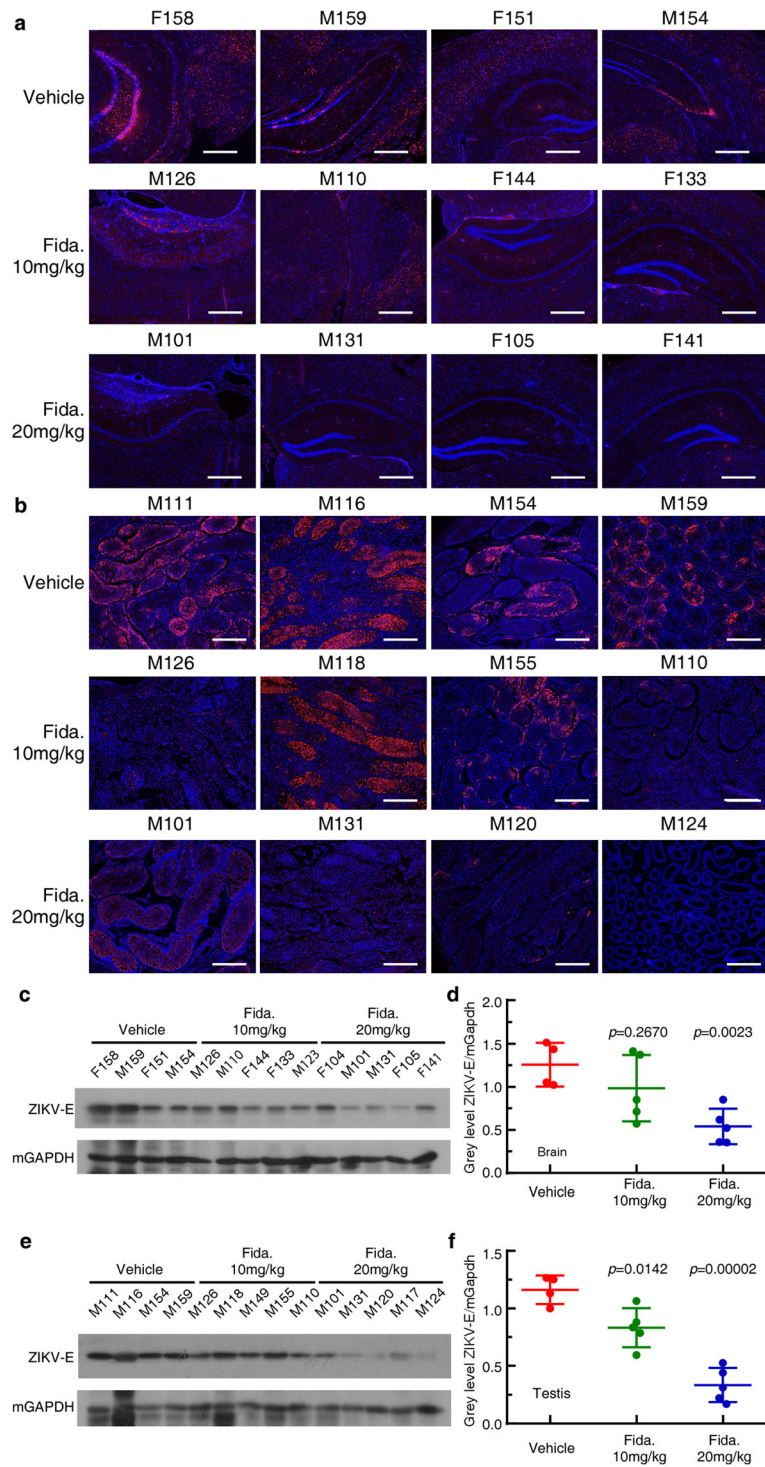 a
F158 M159 F151 M154
Vehicle
M126 M110 F144 F133
Fida.
10mg/kg
M101 M131 F105 F141
Fida.
20mg/kg
b
M111 M116 M154 M159
Vehicle
M126 M118 M155 M110
Fida.
10mg/kg
M101 M131 M120 M124
Fida.
20mg/kg
c
Vehicle
Fida.
10mg/kg
Fida.
20mg/kg
F158 M159 F151 M154 M126 M110 F144 F133 M123 F104 M101 M131 F105 F141
ZIKV-E
mGAPDH
d
Grey level ZIKV-E/mGapdh
2.0
1.5
1.0
0.5
0.0
p=0.2670 p=0.0023
Brain
Vehicle
Fida.
10mg/kg
Fida.
20mg/kg
e
Vehicle
Fida.
10mg/kg
Fida.
20mg/kg
M111 M116 M154 M159 M126 M118 M149 M155 M110 M101 M131 M120 M117 M124
ZIKV-E
mGAPDH
f
Grey level ZIKV-E/mGapdh
1.5
1.0
0.5
0.0
p=0.0142 p=0.00002
Testis
Vehicle
Fida.
10mg/kg
Fida.
20mg/kg